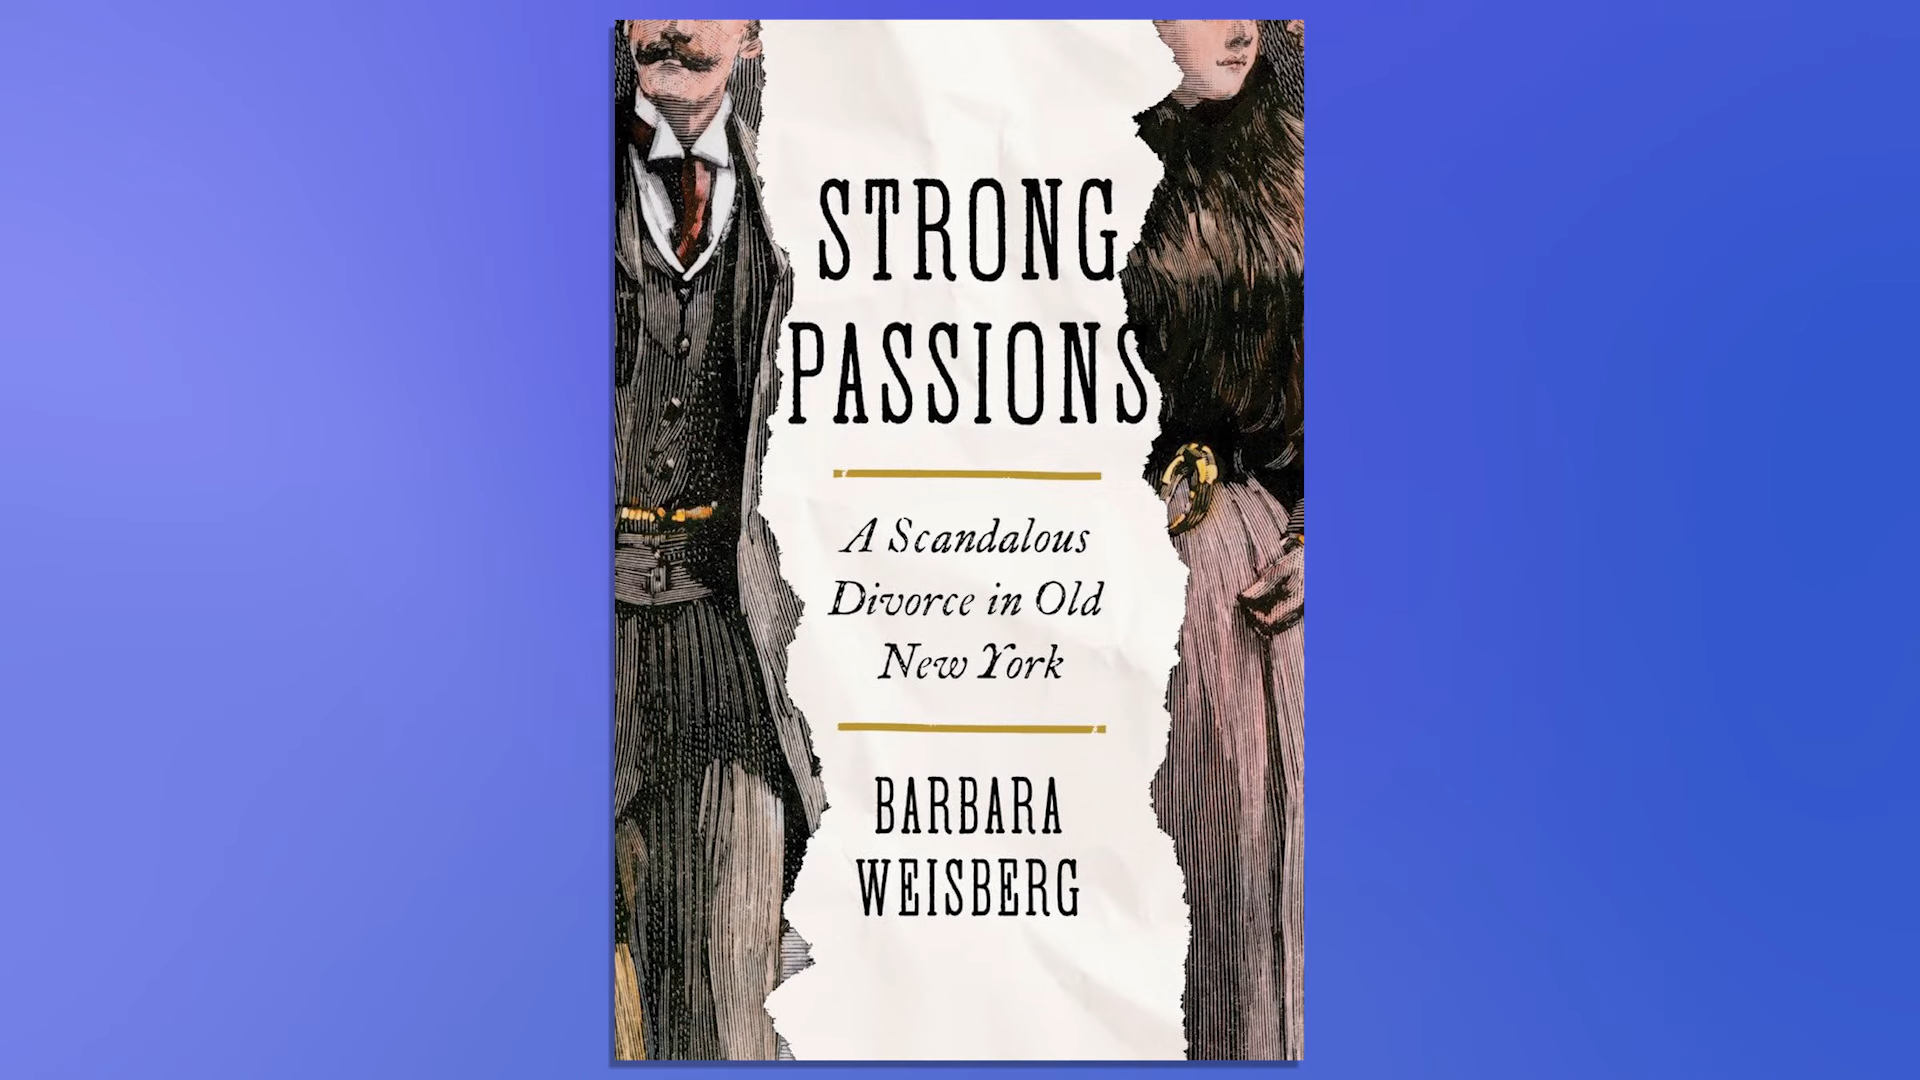 STRONG
PASSIONS
A Scandalous
Divorce in Old
New York
BARBARA
WEISBERG